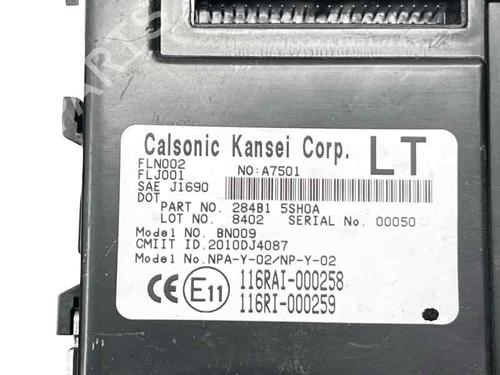 Calsonic Kansei Corp. LT
FLN002 NO:A7501
FLJ001
SAE J1690
DOT
PART NO. 284B1 5SH0A
LOT NO. 8402 SERIAL No. 00050
Model NO. BN009
CMIIT ID.2010DJ4087
Model No.NPA-Y-02/NP-Y-02
CE E11 116RAI-000258
116RI-000259